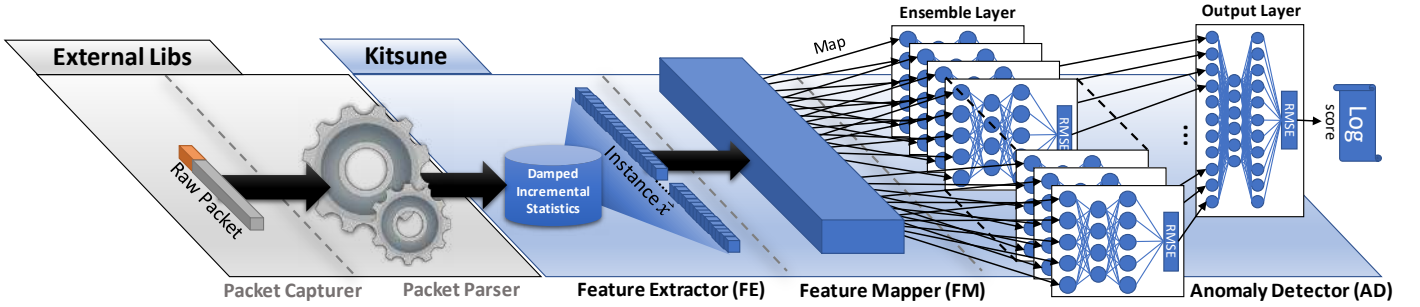 External Libs
Kitsune
Ensemble Layer
Output Layer
Map
Raw Packet
Damped
Incremental
Statistics
Instance x⃗
RMSE
RMSE
RMSE
score
Log
Packet Capturer
Packet Parser
Feature Extractor (FE)
Feature Mapper (FM)
Anomaly Detector (AD)